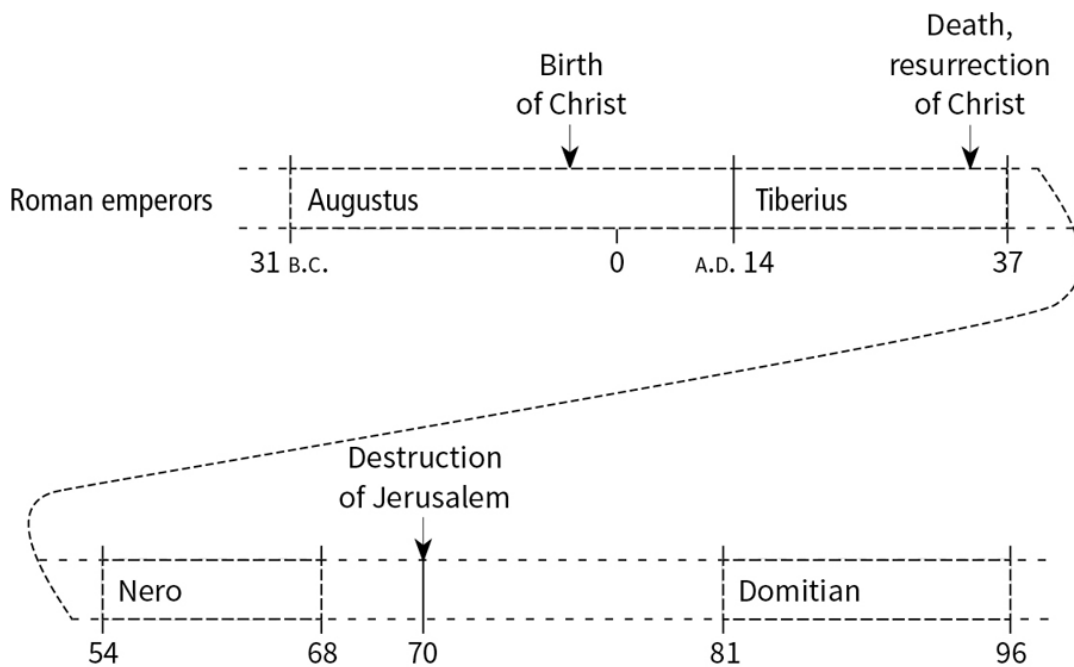 Birth
of Christ
Death,
resurrection
of Christ
Roman emperors
Augustus
Tiberius
31 B.C.
0
A.D. 14
37
Destruction
of Jerusalem
Nero
Domitian
54
68
70
81
96